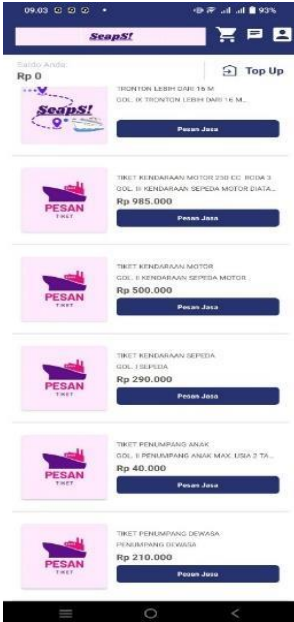 09.03
93%
SeapS!
Saldo Anda:
Rp 0
Top Up
SeapS!
TRONTON LEBIH DARI 16 M
GOL. IX TRONTON LEBIH DARI 16 M...
Pesan Jasa
PESAN
TIKET
TIKET KENDARAAN MOTOR 250 CC RODA 3
GOL. III KENDARAAN SEPEDA MOTOR DIATA...
Rp 985.000
Pesan Jasa
PESAN
TIKET
TIKET KENDARAAN MOTOR
GOL. II KENDARAAN SEPEDA MOTOR
Rp 500.000
Pesan Jasa
PESAN
TIKET
TIKET KENDARAAN SEPEDA
GOL. I SEPEDA
Rp 290.000
Pesan Jasa
PESAN
TIKET
TIKET PENUMPANG ANAK
GOL. II PENUMPANG ANAK MAX. USIA 2 TA...
Rp 40.000
Pesan Jasa
PESAN
TIKET
TIKET PENUMPANG DEWASA
PENUMPANG DEWASA
Rp 210.000
Pesan Jasa